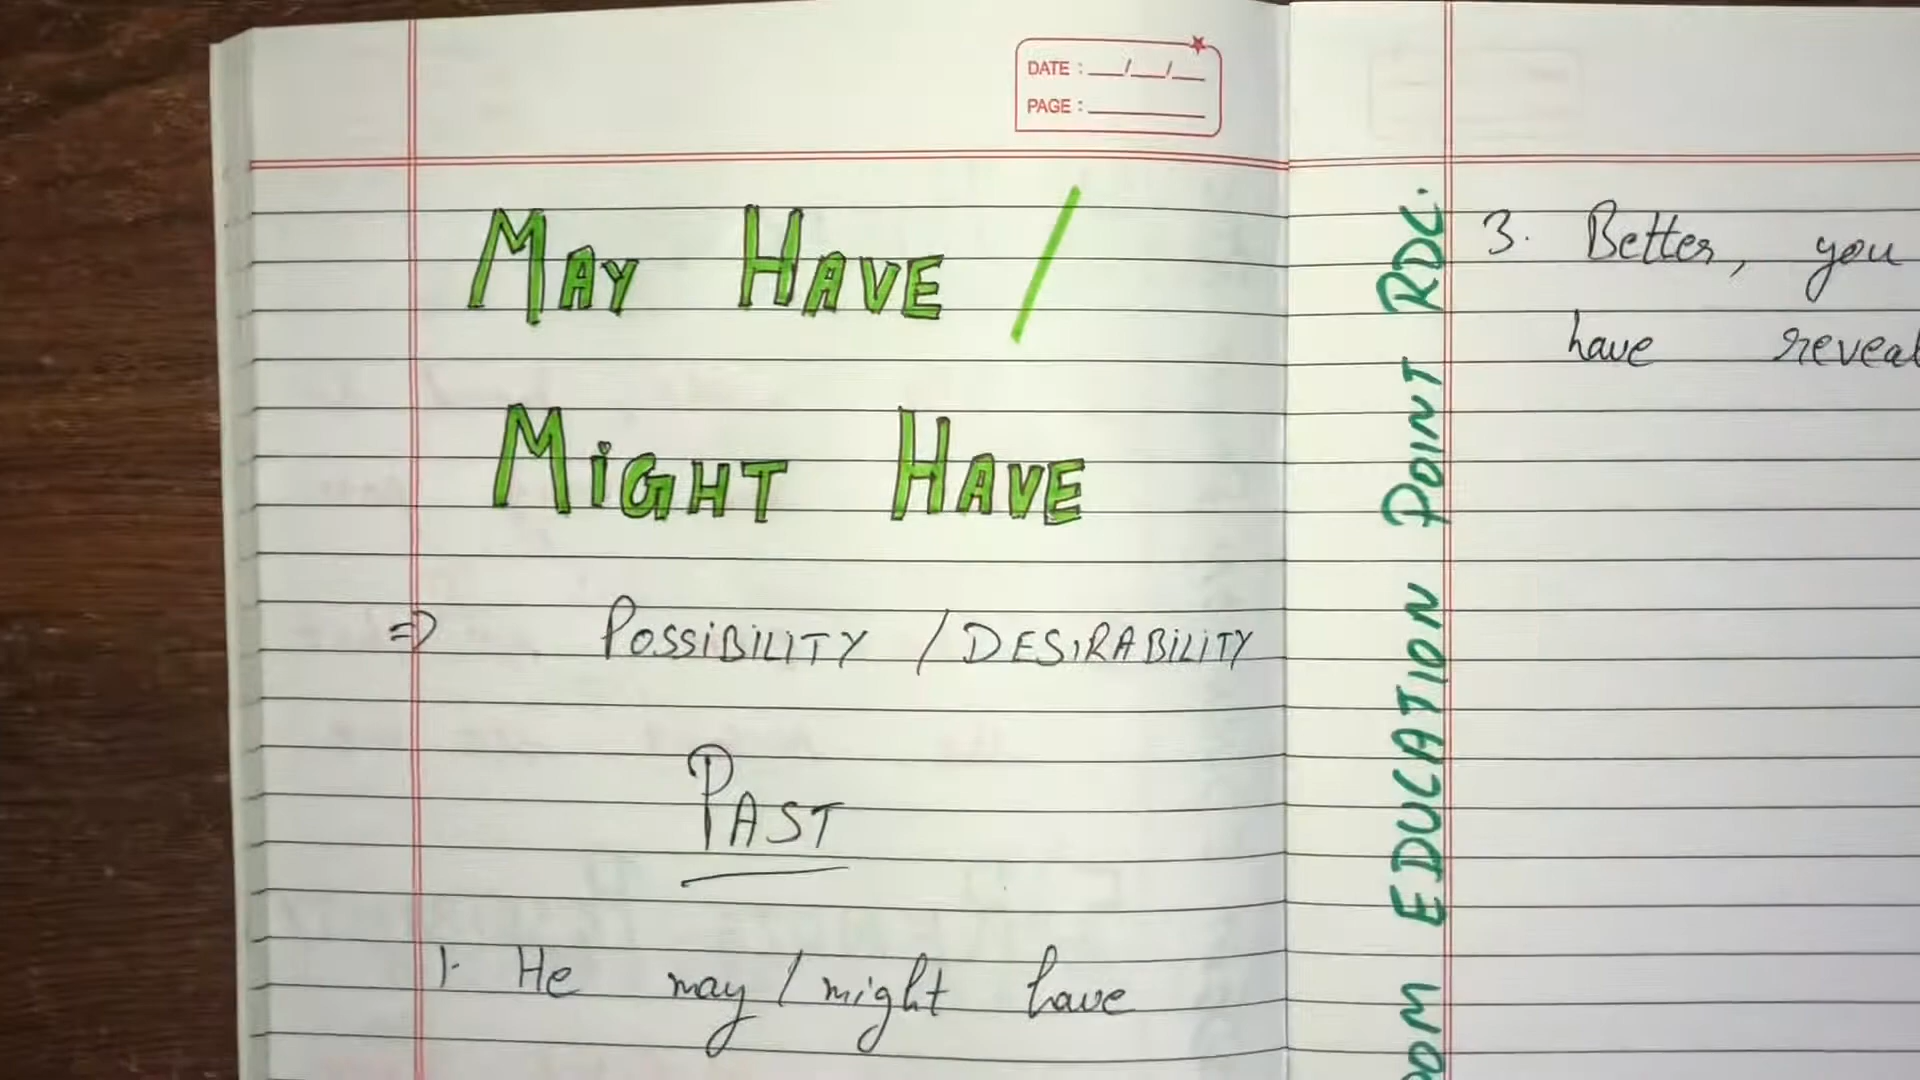 DATE : __/__/__
PAGE : ______
MAY HAVE /
MIGHT HAVE
⇒ POSSIBILITY / DESIRABILITY
PAST
1. He may / might have
EDUCATION POINT RDC.
3. Better, you
have